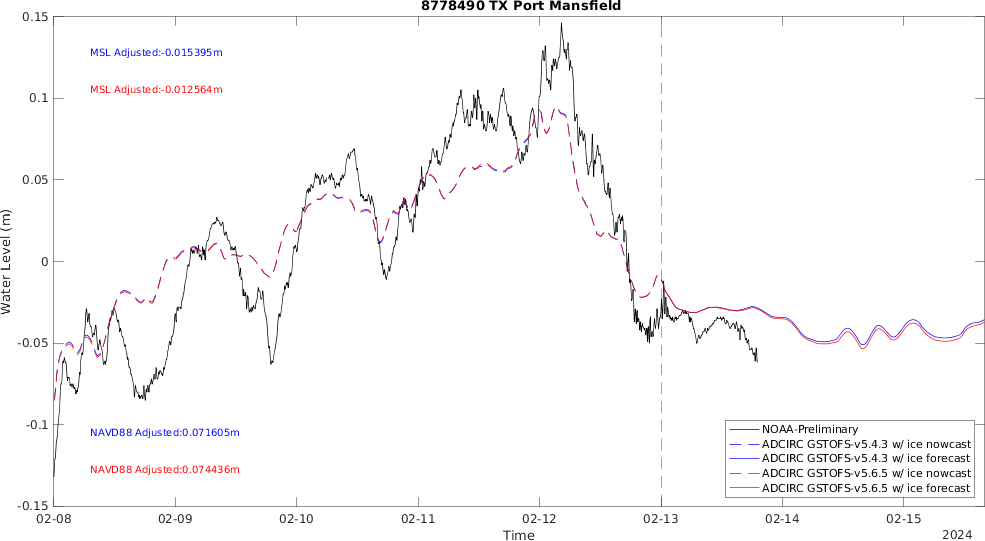 8778490 TX Port Mansfield
MSL Adjusted:-0.015395m
MSL Adjusted:-0.012564m
NAVD88 Adjusted:0.071605m
NAVD88 Adjusted:0.074436m
Water Level (m)
0.15
0.1
0.05
0
-0.05
-0.1
-0.15
NOAA-Preliminary
ADCIRC GSTOFS-v5.4.3 w/ ice nowcast
ADCIRC GSTOFS-v5.4.3 w/ ice forecast
ADCIRC GSTOFS-v5.6.5 w/ ice nowcast
ADCIRC GSTOFS-v5.6.5 w/ ice forecast
02-08 02-09 02-10 02-11 02-12 02-13 02-14 02-15
Time
2024